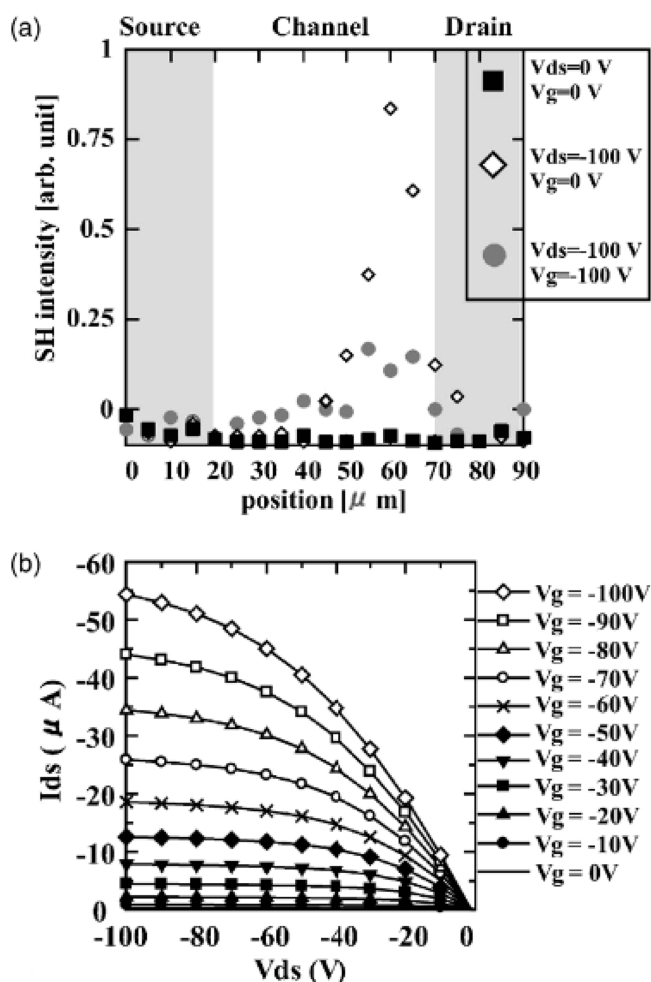 (a)
Source Channel Drain
SH intensity [arb. unit]
1
0.75
0.5
0.25
0
0 10 20 30 40 50 60 70 80 90
position [μ m]
Vds=0 V
Vg=0 V
Vds=-100 V
Vg=0 V
Vds=-100 V
Vg=-100 V
(b)
Ids ( μ A)
-60
-50
-40
-30
-20
-10
0
-100 -80 -60 -40 -20 0
Vds (V)
Vg = -100V
Vg = -90V
Vg = -80V
Vg = -70V
Vg = -60V
Vg = -50V
Vg = -40V
Vg = -30V
Vg = -20V
Vg = -10V
Vg = 0V